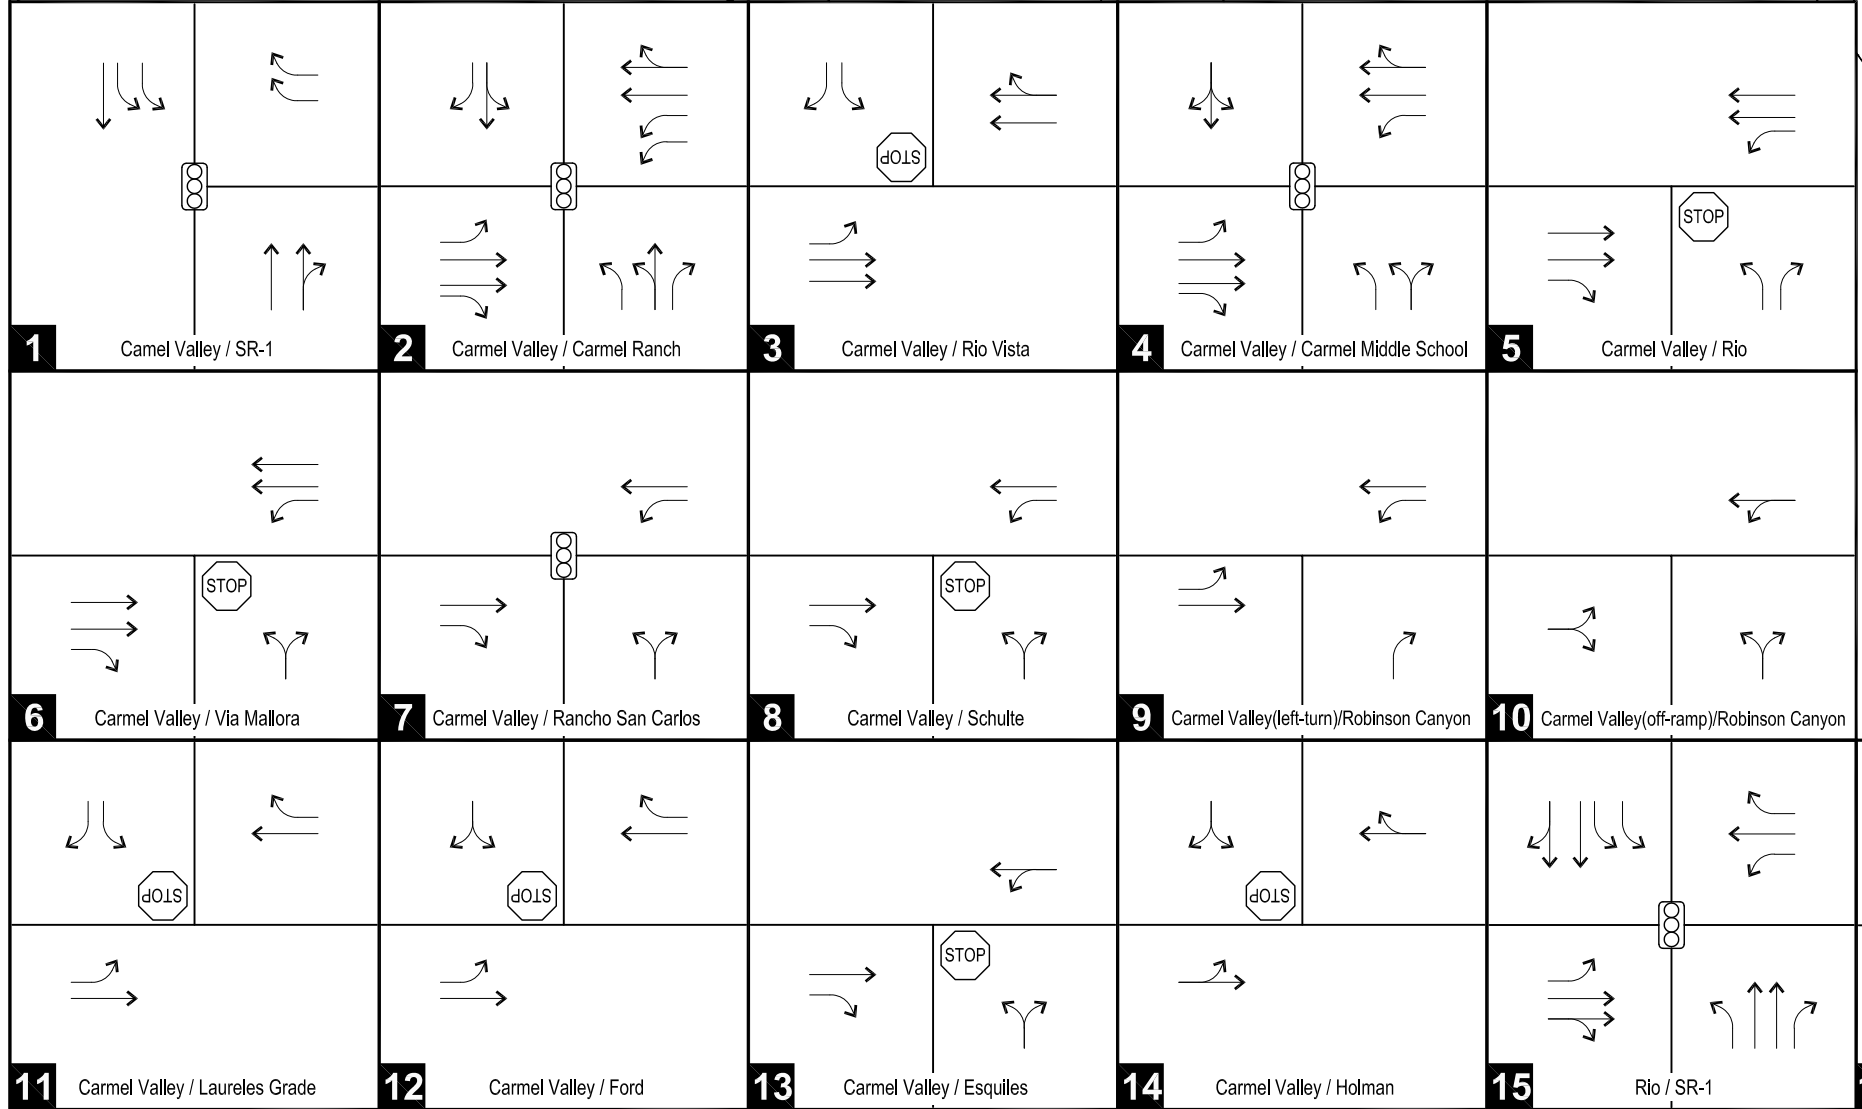 1 Camel Valley / SR-1
2 Carmel Valley / Carmel Ranch
STOP
3 Carmel Valley / Rio Vista
4 Carmel Valley / Carmel Middle School
STOP
5 Carmel Valley / Rio
STOP
6 Carmel Valley / Via Mallora
7 Carmel Valley / Rancho San Carlos
STOP
8 Carmel Valley / Schulte
9 Carmel Valley(left-turn)/Robinson Canyon
10 Carmel Valley(off-ramp)/Robinson Canyon
STOP
11 Carmel Valley / Laureles Grade
STOP
12 Carmel Valley / Ford
STOP
13 Carmel Valley / Esquiles
STOP
14 Carmel Valley / Holman
15 Rio / SR-1